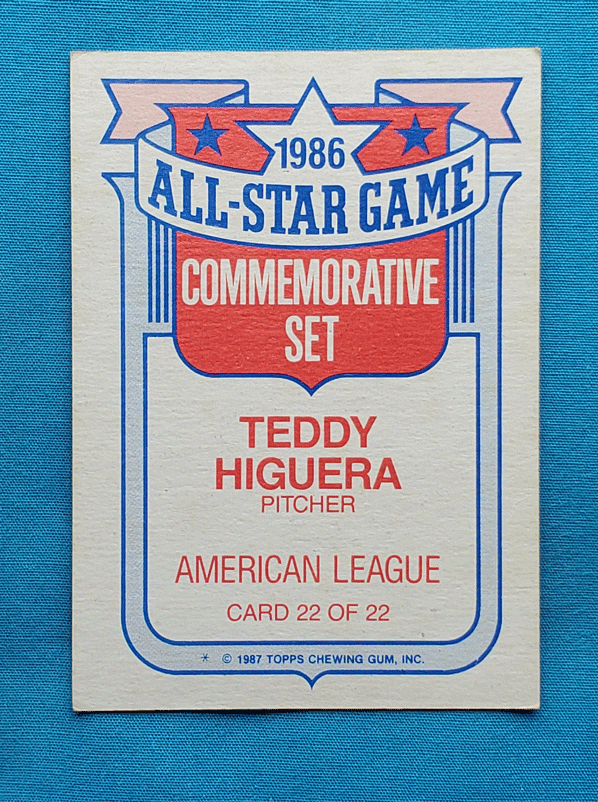 1986
ALL-STAR GAME
COMMEMORATIVE
SET
TEDDY
HIGUERA
PITCHER
AMERICAN LEAGUE
CARD 22 OF 22
* © 1987 TOPPS CHEWING GUM, INC.